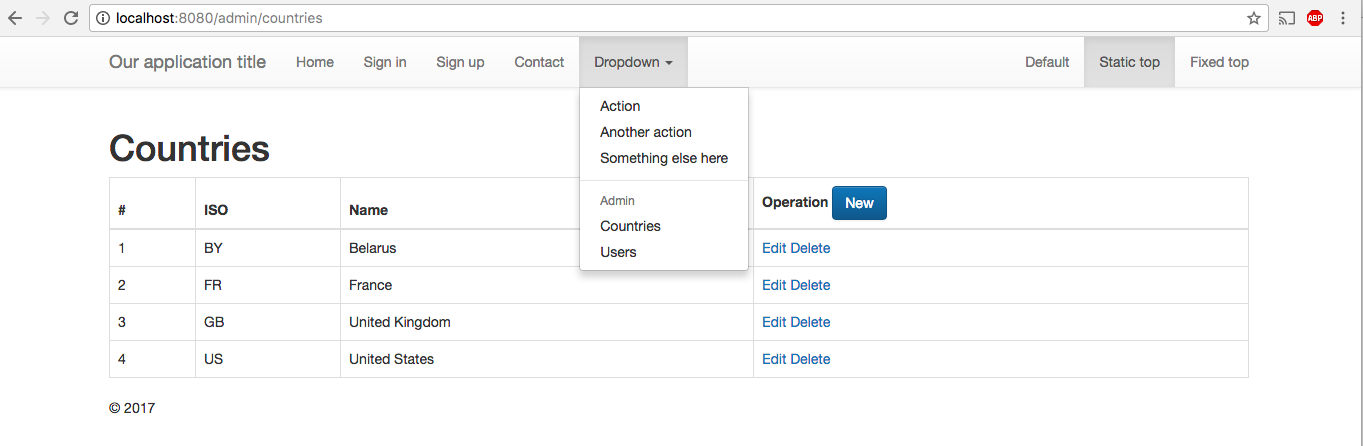 localhost:8080/admin/countries
ABP
Our application title Home Sign in Sign up Contact Dropdown Default Static top Fixed top
Action
Another action
Something else here
Admin
Countries
Users
Countries
# ISO Name Operation New
1 BY Belarus Edit Delete
2 FR France Edit Delete
3 GB United Kingdom Edit Delete
4 US United States Edit Delete
© 2017